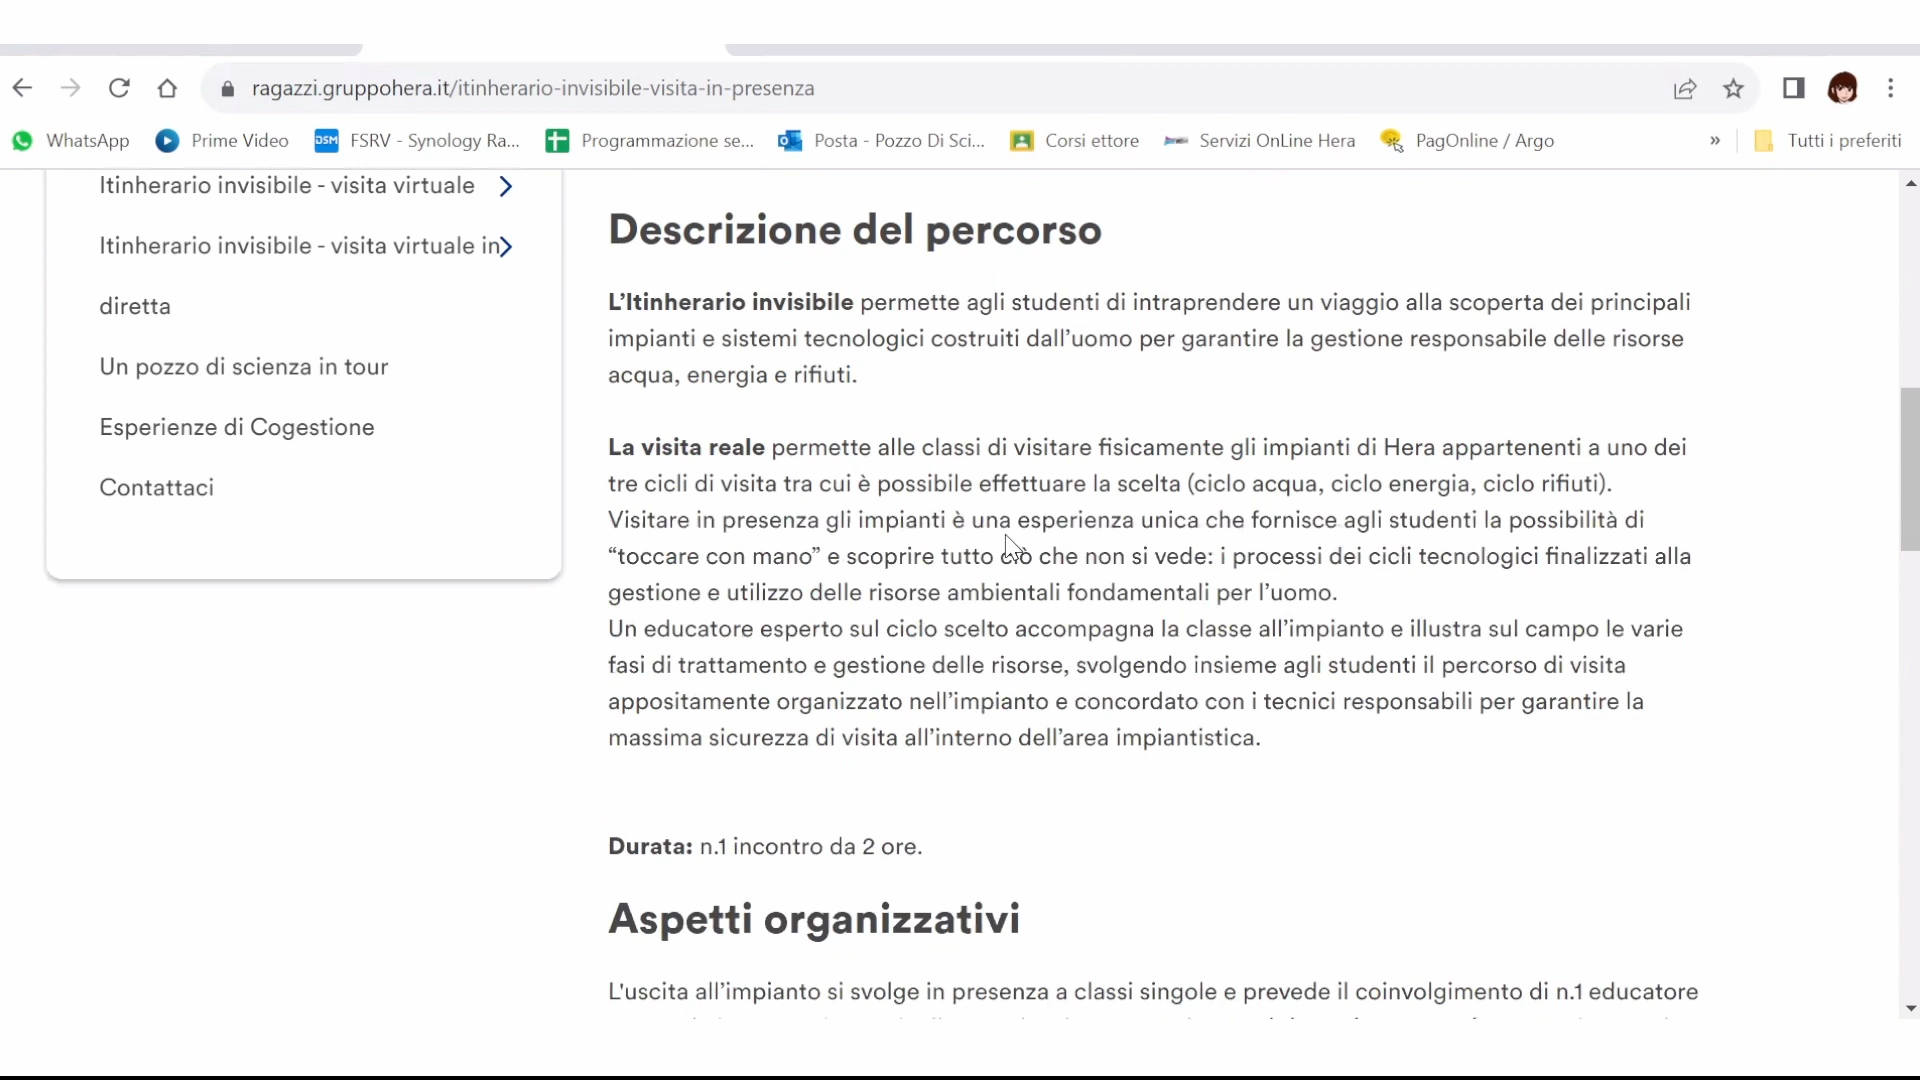 ragazzi.gruppohera.it/itinherario-invisibile-visita-in-presenza
WhatsApp
Prime Video
DSM
FSRV - Synology Ra...
Programmazione se...
Posta - Pozzo Di Sci...
Corsi ettore
Servizi OnLine Hera
PagOnline / Argo
»
Tutti i preferiti
Itinherario invisibile - visita virtuale
Itinherario invisibile - visita virtuale in
diretta
Un pozzo di scienza in tour
Esperienze di Cogestione
Contattaci
Descrizione del percorso
L’Itinherario invisibile permette agli studenti di intraprendere un viaggio alla scoperta dei principali
impianti e sistemi tecnologici costruiti dall’uomo per garantire la gestione responsabile delle risorse
acqua, energia e rifiuti.
La visita reale permette alle classi di visitare fisicamente gli impianti di Hera appartenenti a uno dei
tre cicli di visita tra cui è possibile effettuare la scelta (ciclo acqua, ciclo energia, ciclo rifiuti).
Visitare in presenza gli impianti è una esperienza unica che fornisce agli studenti la possibilità di
“toccare con mano” e scoprire tutto ciò che non si vede: i processi dei cicli tecnologici finalizzati alla
gestione e utilizzo delle risorse ambientali fondamentali per l’uomo.
Un educatore esperto sul ciclo scelto accompagna la classe all’impianto e illustra sul campo le varie
fasi di trattamento e gestione delle risorse, svolgendo insieme agli studenti il percorso di visita
appositamente organizzato nell’impianto e concordato con i tecnici responsabili per garantire la
massima sicurezza di visita all’interno dell’area impiantistica.
Durata: n.1 incontro da 2 ore.
Aspetti organizzativi
L'uscita all’impianto si svolge in presenza a classi singole e prevede il coinvolgimento di n.1 educatore